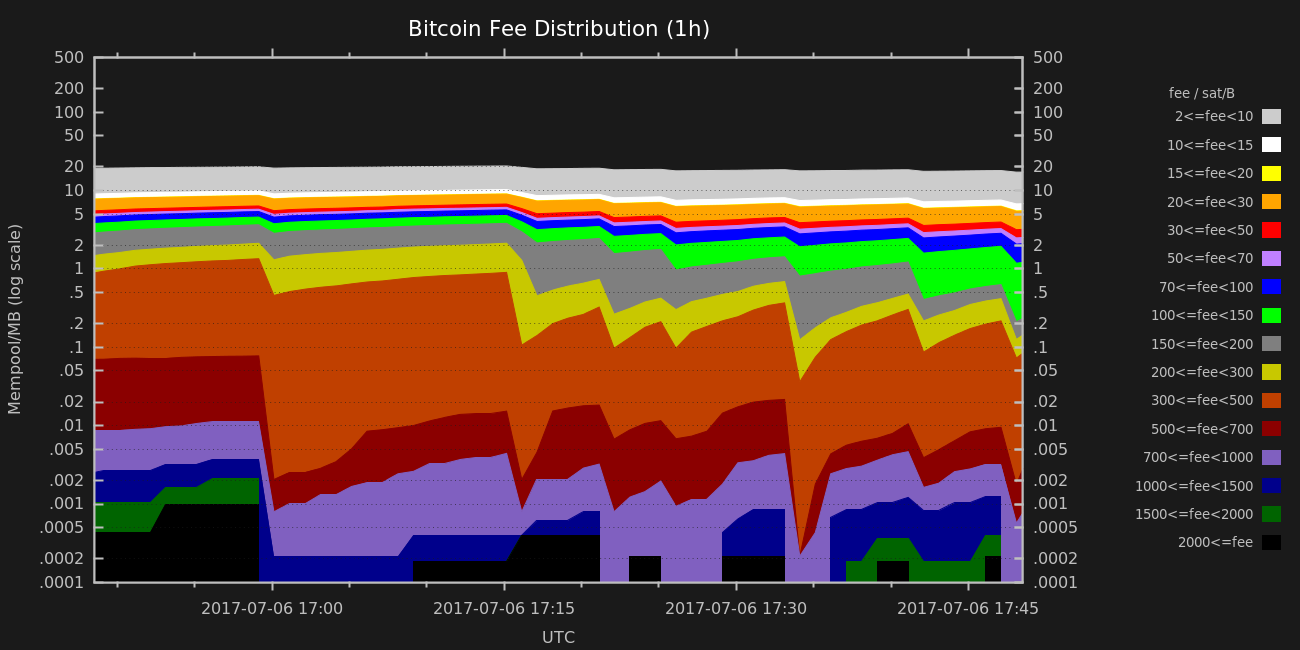 Bitcoin Fee Distribution (1h)
Mempool/MB (log scale)
500
200
100
50
20
10
5
2
1
.5
.2
.1
.05
.02
.01
.005
.002
.001
.0005
.0002
.0001
500
200
100
50
20
10
5
2
1
.5
.2
.1
.05
.02
.01
.005
.002
.001
.0005
.0002
.0001
2017-07-06 17:00
2017-07-06 17:15
2017-07-06 17:30
2017-07-06 17:45
UTC
fee / sat/B
2<=fee<10
10<=fee<15
15<=fee<20
20<=fee<30
30<=fee<50
50<=fee<70
70<=fee<100
100<=fee<150
150<=fee<200
200<=fee<300
300<=fee<500
500<=fee<700
700<=fee<1000
1000<=fee<1500
1500<=fee<2000
2000<=fee